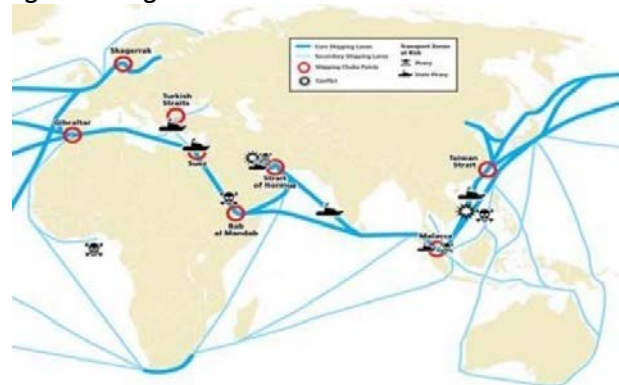 Core Shipping Lanes
Secondary Shipping Lanes
Shipping Choke Points
Conflict
Transport Zones
at Risk
Piracy
State Piracy
Skagerrak
Turkish
Straits
Gibraltar
Suez
Strait
of Hormuz
Bab
al Mandab
Taiwan
Strait
Malacca